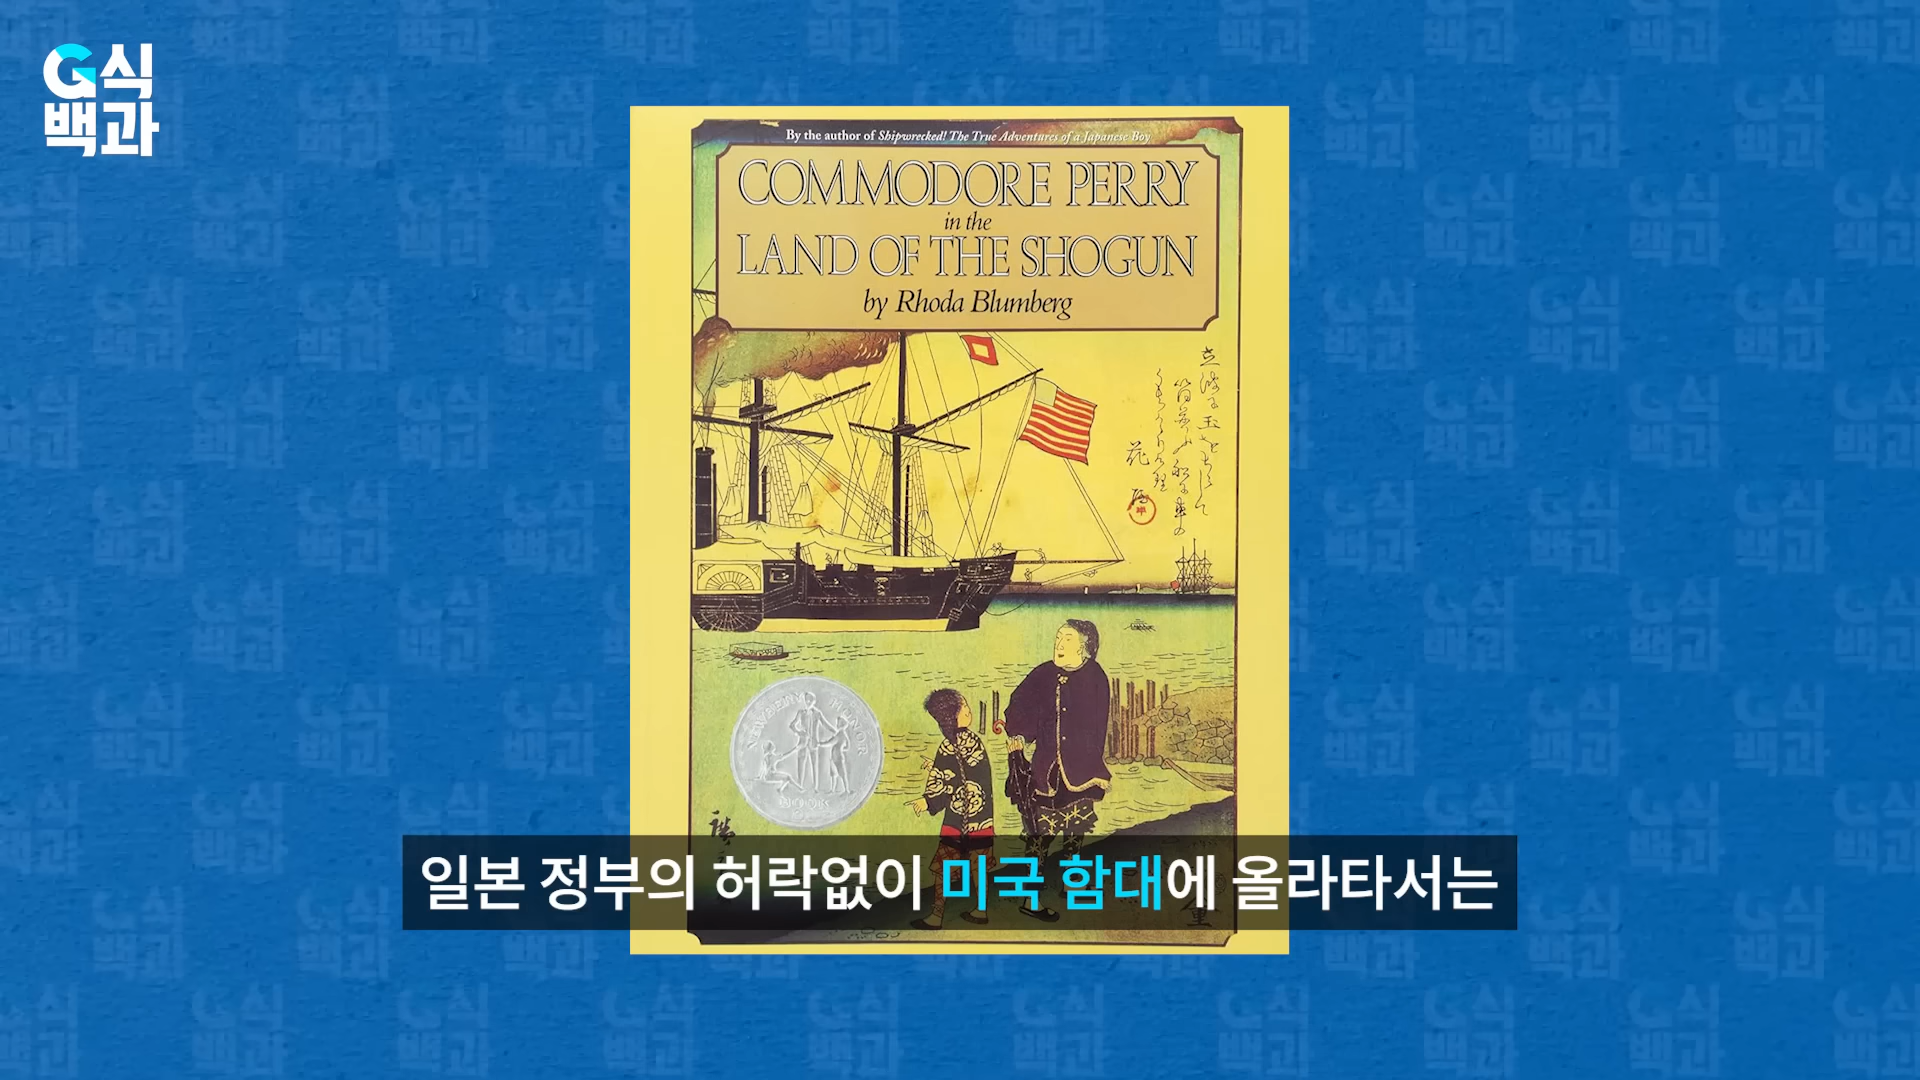 G식
백과
By the author of Shipwrecked! The True Adventures of a Japanese Boy
COMMODORE PERRY
in the
LAND OF THE SHOGUN
by Rhoda Blumberg
일본 정부의 허락없이 미국 함대에 올라타서는